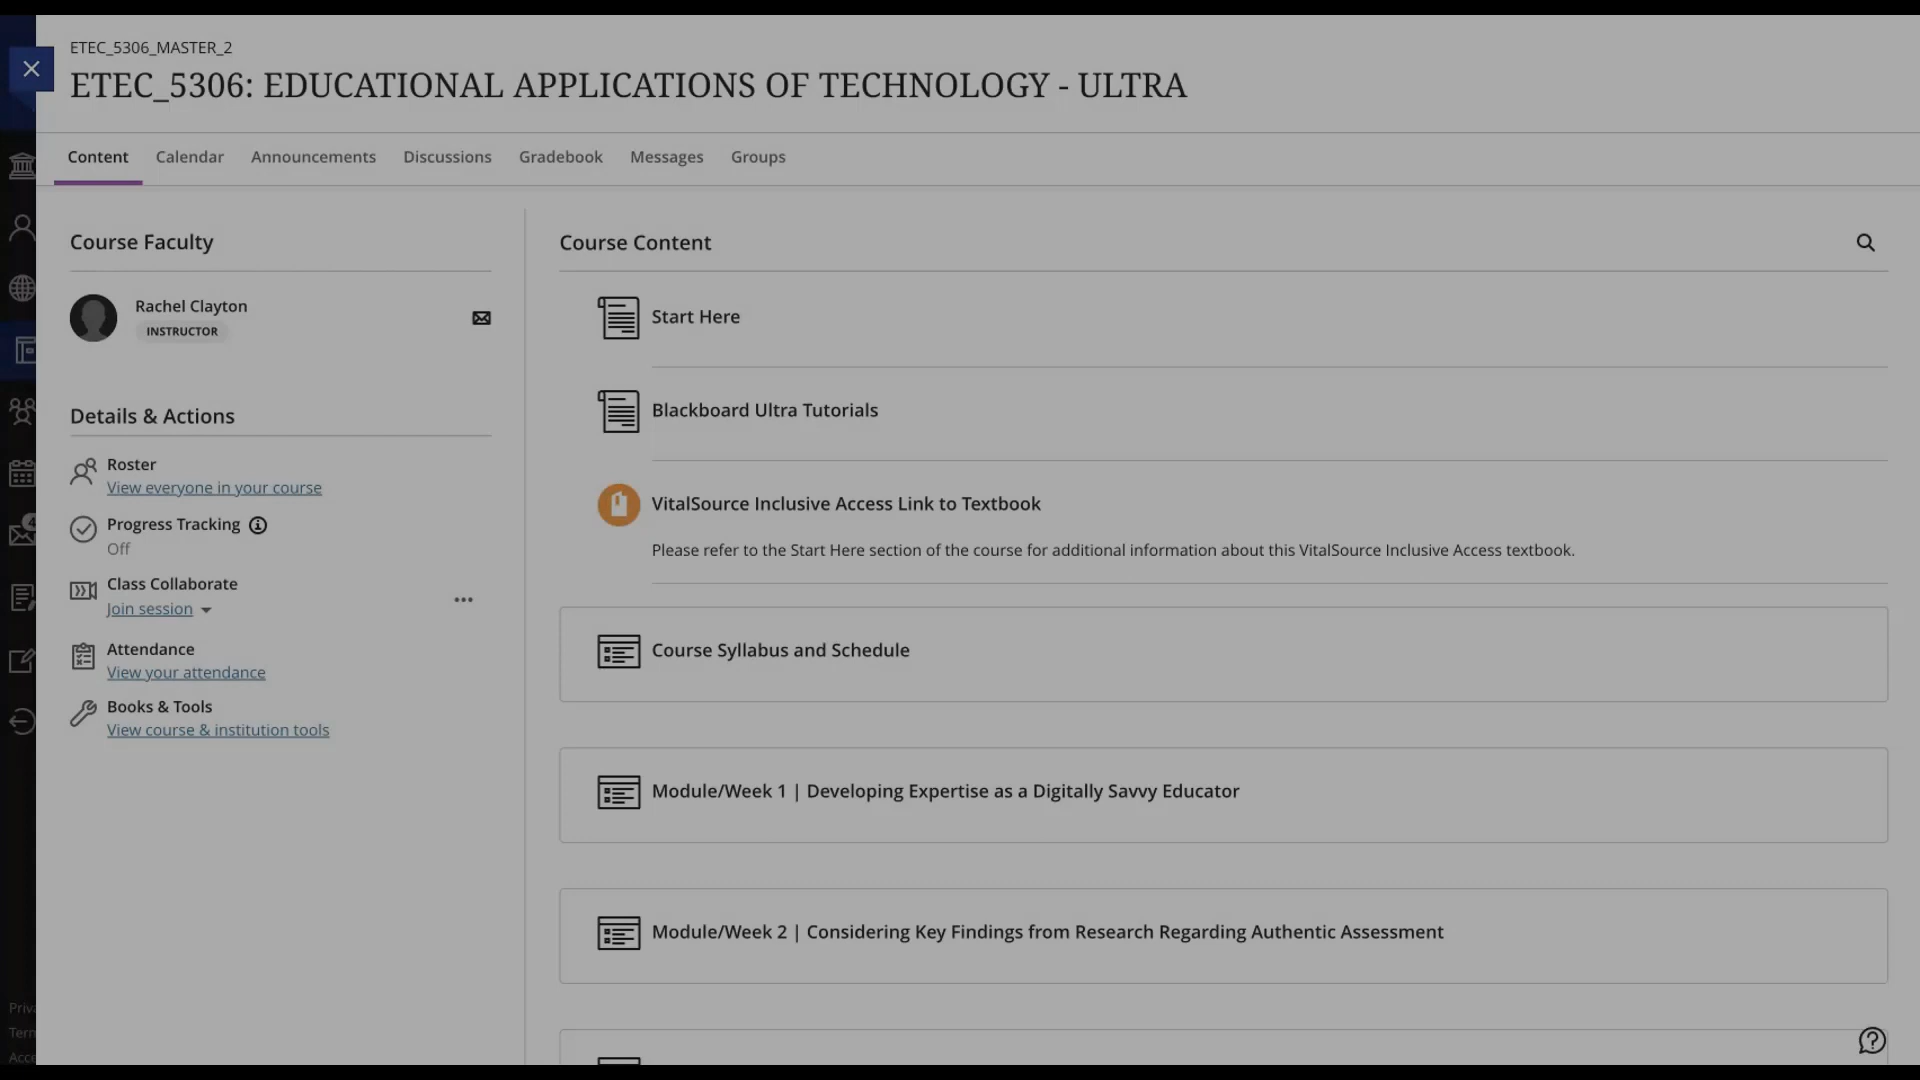 ETEC_5306_MASTER_2
ETEC_5306: EDUCATIONAL APPLICATIONS OF TECHNOLOGY - ULTRA
Content Calendar Announcements Discussions Gradebook Messages Groups
Course Faculty
Rachel Clayton
INSTRUCTOR
Details & Actions
Roster
View everyone in your course
Progress Tracking
Off
Class Collaborate
Join session
Attendance
View your attendance
Books & Tools
View course & institution tools
Course Content
Start Here
Blackboard Ultra Tutorials
VitalSource Inclusive Access Link to Textbook
Please refer to the Start Here section of the course for additional information about this VitalSource Inclusive Access textbook.
Course Syllabus and Schedule
Module/Week 1 | Developing Expertise as a Digitally Savvy Educator
Module/Week 2 | Considering Key Findings from Research Regarding Authentic Assessment